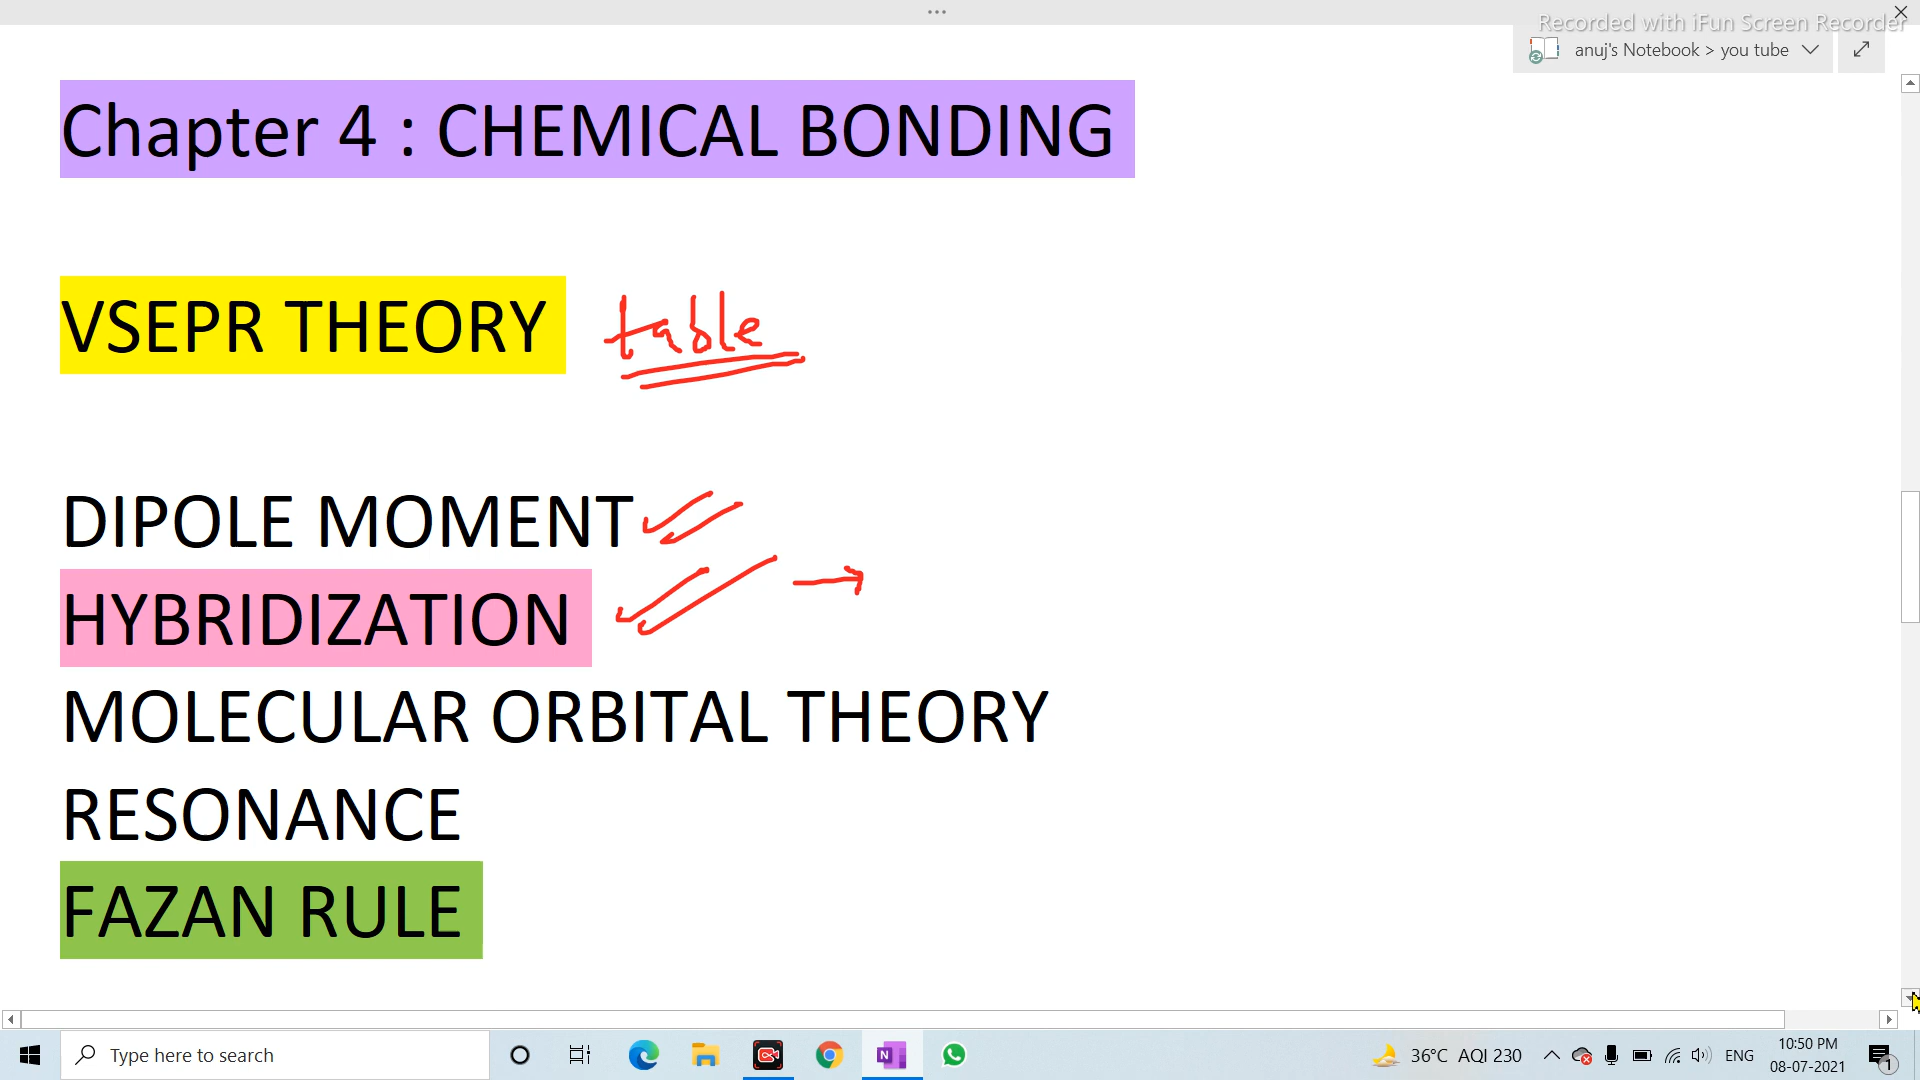 Recorded with iFun Screen Recorder
anuj's Notebook > you tube
Chapter 4 : CHEMICAL BONDING
VSEPR THEORY table
DIPOLE MOMENT
HYBRIDIZATION
MOLECULAR ORBITAL THEORY
RESONANCE
FAZAN RULE
Type here to search
36°C AQI 230
ENG
10:50 PM
08-07-2021
1